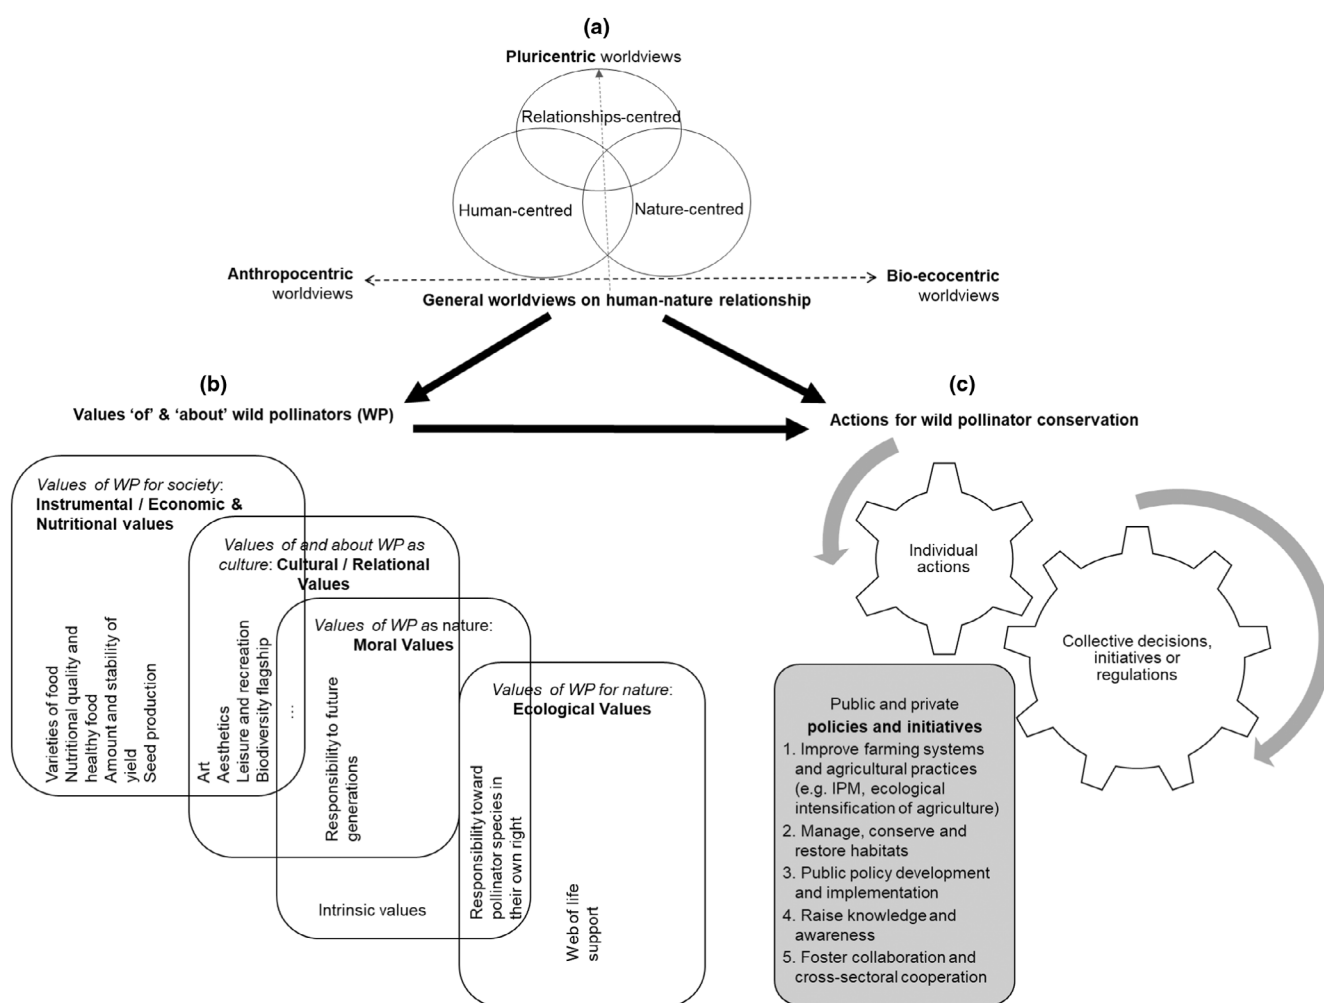 (a)
Pluricentric worldviews
Relationships-centred
Human-centred
Nature-centred
Anthropocentric
worldviews
Bio-ecocentric
worldviews
General worldviews on human-nature relationship
(b)
Values ‘of’ & ‘about’ wild pollinators (WP)
Values of WP for society:
Instrumental / Economic &
Nutritional values
Varieties of food
Nutritional quality and
healthy food
Amount and stability of
yield
Seed production
Values of and about WP as
culture: Cultural / Relational
Values
Art
Aesthetics
Leisure and recreation
Biodiversity flagship
...
Values of WP as nature:
Moral Values
Responsibility to future
generations
Intrinsic values
Responsibility toward
pollinator species in
their own right
Values of WP for nature:
Ecological Values
Web of life
support
(c)
Actions for wild pollinator conservation
Individual
actions
Collective decisions,
initiatives or
regulations
Public and private
policies and initiatives
1. Improve farming systems
and agricultural practices
(e.g. IPM, ecological
intensification of agriculture)
2. Manage, conserve and
restore habitats
3. Public policy development
and implementation
4. Raise knowledge and
awareness
5. Foster collaboration and
cross-sectoral cooperation